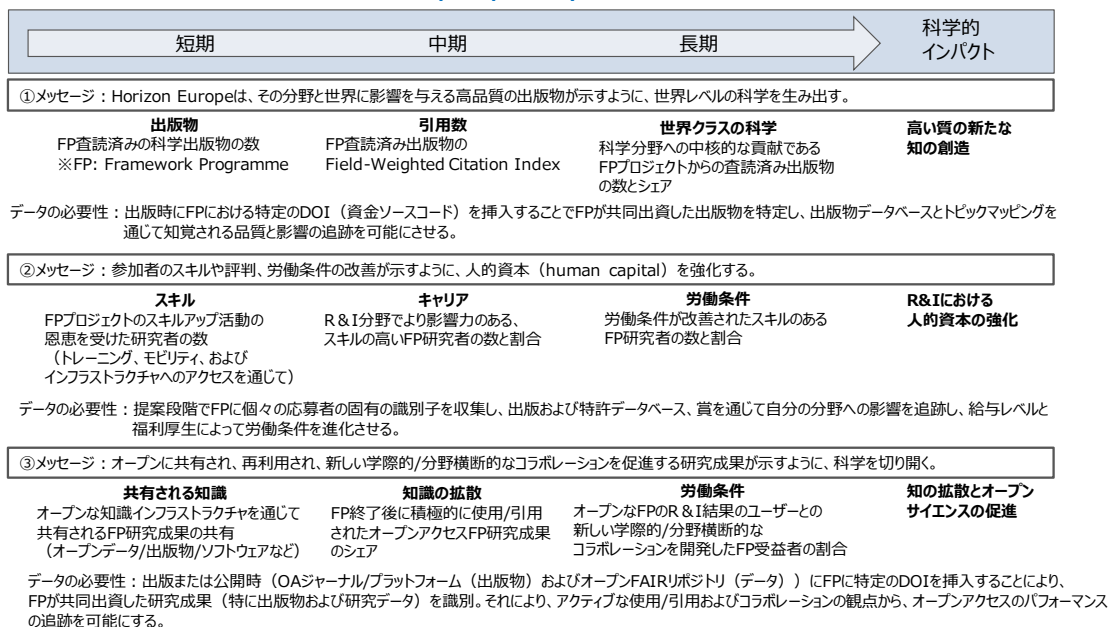 短期 中期 長期 科学的
インパクト
①メッセージ：Horizon Europeは、その分野と世界に影響を与える高品質の出版物が示すように、世界レベルの科学を生み出す。
出版物
FP査読済みの科学出版物の数
※FP: Framework Programme
引用数
FP査読済み出版物の
Field-Weighted Citation Index
世界クラスの科学
科学分野への中核的な貢献である
FPプロジェクトからの査読済み出版物
の数とシェア
高い質の新たな
知の創造
データの必要性：出版時にFPにおける特定のDOI（資金ソースコード）を挿入することでFPが共同出資した出版物を特定し、出版物データベースとトピックマッピングを
通じて知覚される品質と影響の追跡を可能にさせる。
②メッセージ：参加者のスキルや評判、労働条件の改善が示すように、人的資本（human capital）を強化する。
スキル
FPプロジェクトのスキルアップ活動の
恩恵を受けた研究者の数
（トレーニング、モビリティ、および
インフラストラクチャへのアクセスを通じて）
キャリア
R＆I分野でより影響力のある、
スキルの高いFP研究者の数と割合
労働条件
労働条件が改善されたスキルのある
FP研究者の数と割合
R&Iにおける
人的資本の強化
データの必要性：提案段階でFPに個々の応募者の固有の識別子を収集し、出版および特許データベース、賞を通じて自分の分野への影響を追跡し、給与レベルと
福利厚生によって労働条件を進化させる。
③メッセージ：オープンに共有され、再利用され、新しい学際的/分野横断的なコラボレーションを促進する研究成果が示すように、科学を切り開く。
共有される知識
オープンな知識インフラストラクチャを通じて
共有されるFP研究成果の共有
（オープンデータ/出版物/ソフトウェアなど）
知識の拡散
FP終了後に積極的に使用/引用
されたオープンアクセスFP研究成果
のシェア
労働条件
オープンなFPのR＆I結果のユーザーとの
新しい学際的/分野横断的な
コラボレーションを開発したFP受益者の割合
知の拡散とオープン
サイエンスの促進
データの必要性：出版または公開時（OAジャーナル/プラットフォーム（出版物）およびオープンFAIRリポジトリ（データ））にFPに特定のDOIを挿入することにより、
FPが共同出資した研究成果（特に出版物および研究データ）を識別。それにより、アクティブな使用/引用およびコラボレーションの観点から、オープンアクセスのパフォーマンス
の追跡を可能にする。